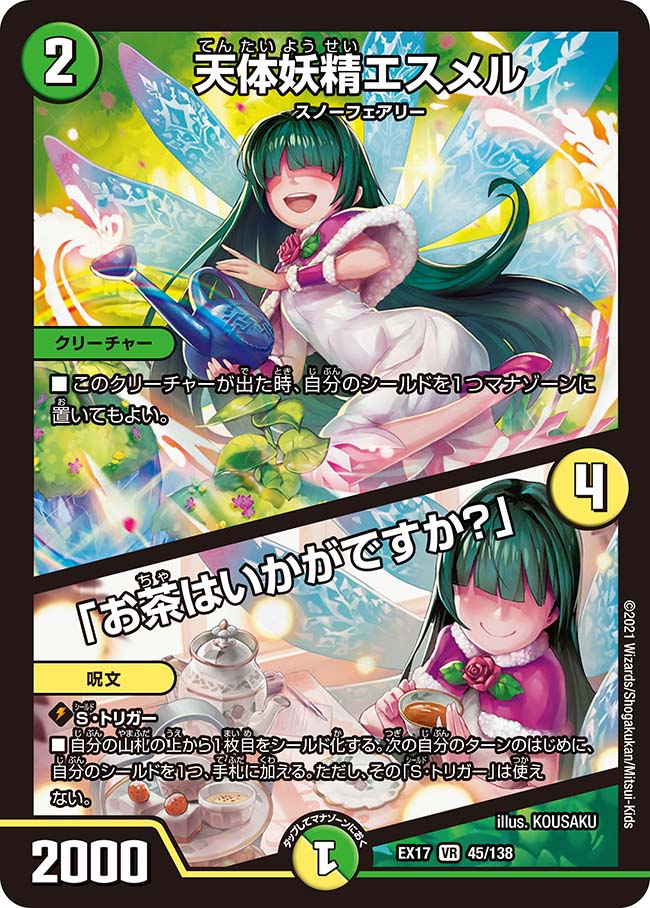 2
てんたいようせい
天体妖精エスメル
スノーフェアリー
クリーチャー
■このクリーチャーが出た時、自分のシールドを1つマナゾーンに
置いてもよい。
4
「お茶はいかがですか?」
呪文
S・トリガー
■自分の山札の上から1枚目をシールド化する。次の自分のターンのはじめに、
自分のシールドを1つ、手札に加える。ただし、その「S・トリガー」は使え
ない。
©2021 Wizards/Shogakukan/Mitsui-Kids
illus. KOUSAKU
タップしてマナゾーンにおく
2000
1
EX17 VR 45/138